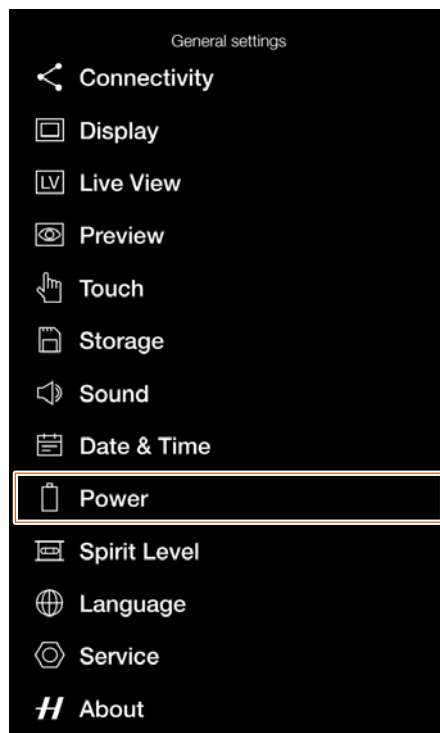 General settings
Connectivity
Display
LV Live View
Preview
Touch
Storage
Sound
Date & Time
Power
Spirit Level
Language
Service
H About